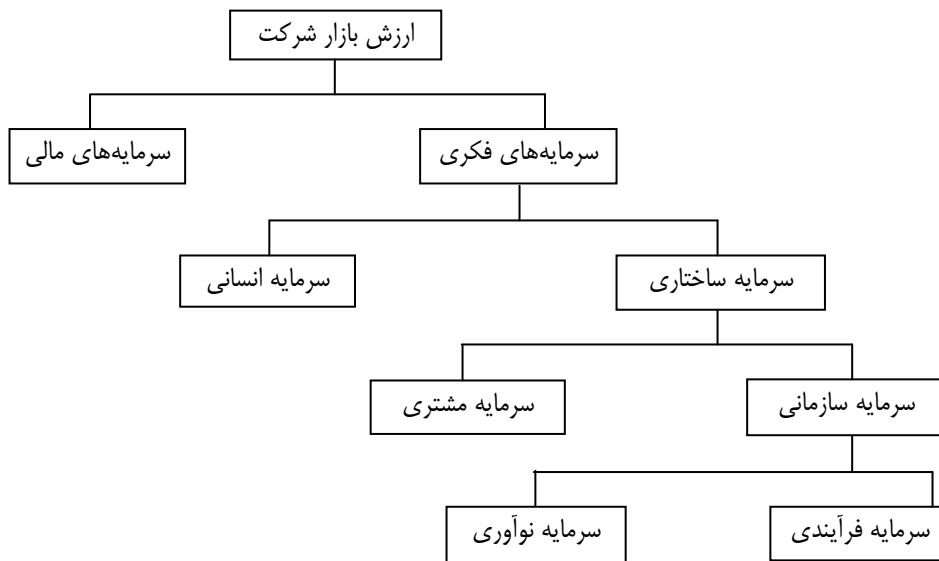 ارزش بازار شرکت
سرمایه‌های فکری
سرمایه‌های مالی
سرمایه ساختاری
سرمایه انسانی
سرمایه سازمانی
سرمایه مشتری
سرمایه فرآیندی
سرمایه نوآوری